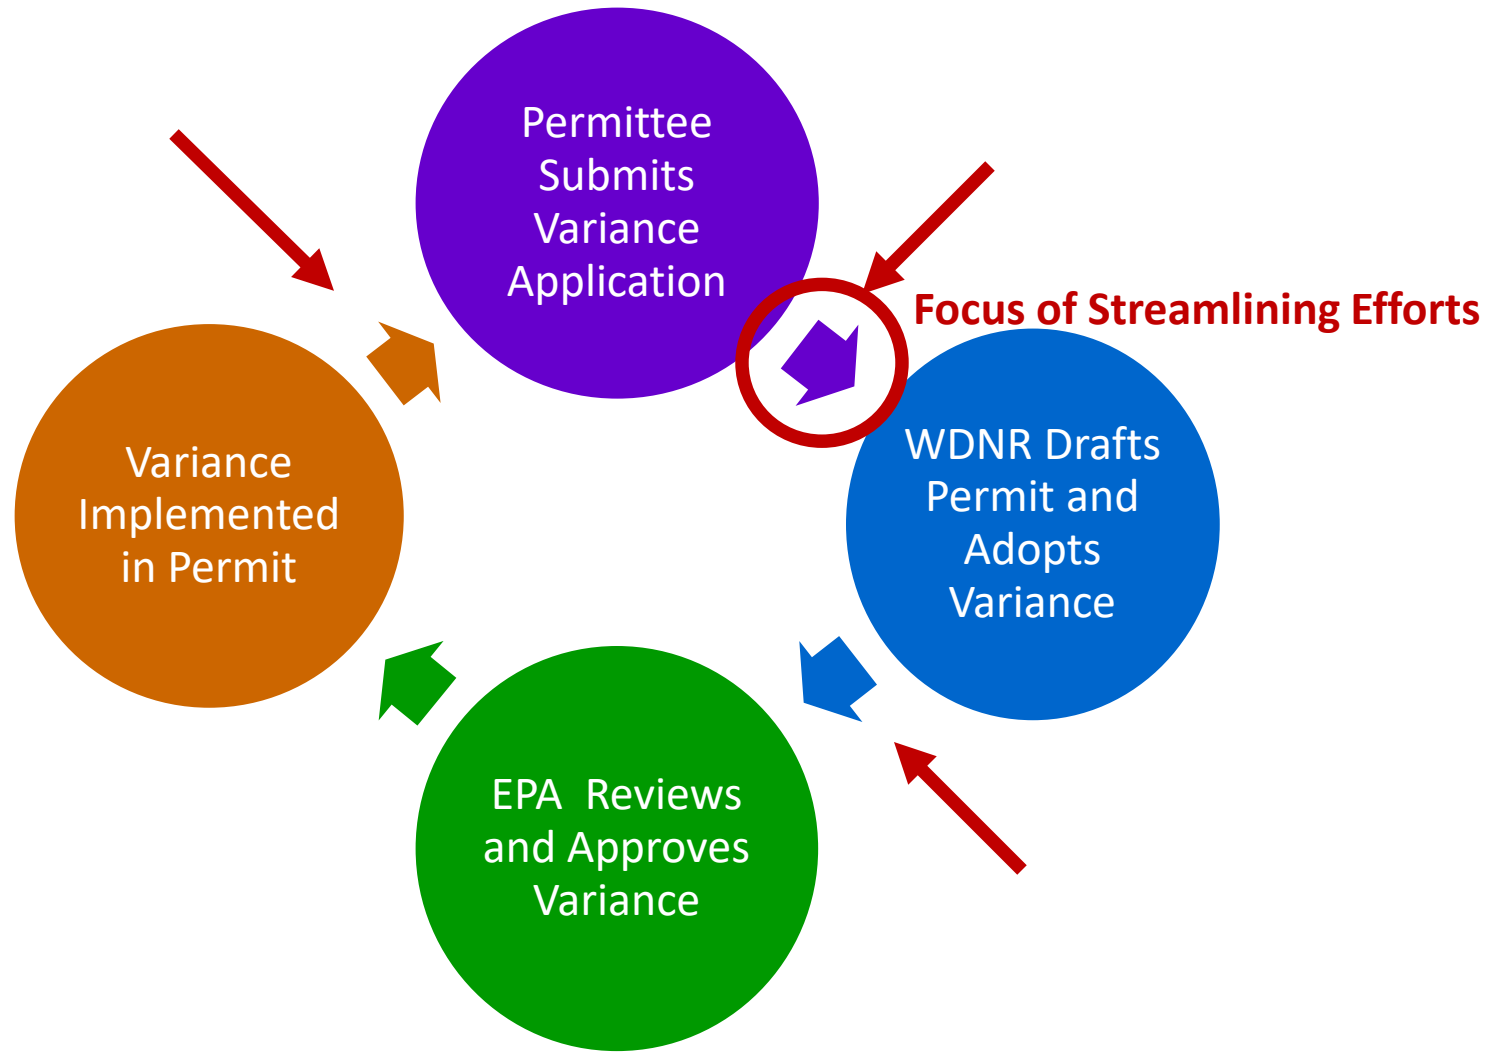 Permittee
Submits
Variance
Application
Focus of Streamlining Efforts
WDNR Drafts
Permit and
Adopts
Variance
EPA  Reviews
and Approves
Variance
Variance
Implemented
in Permit